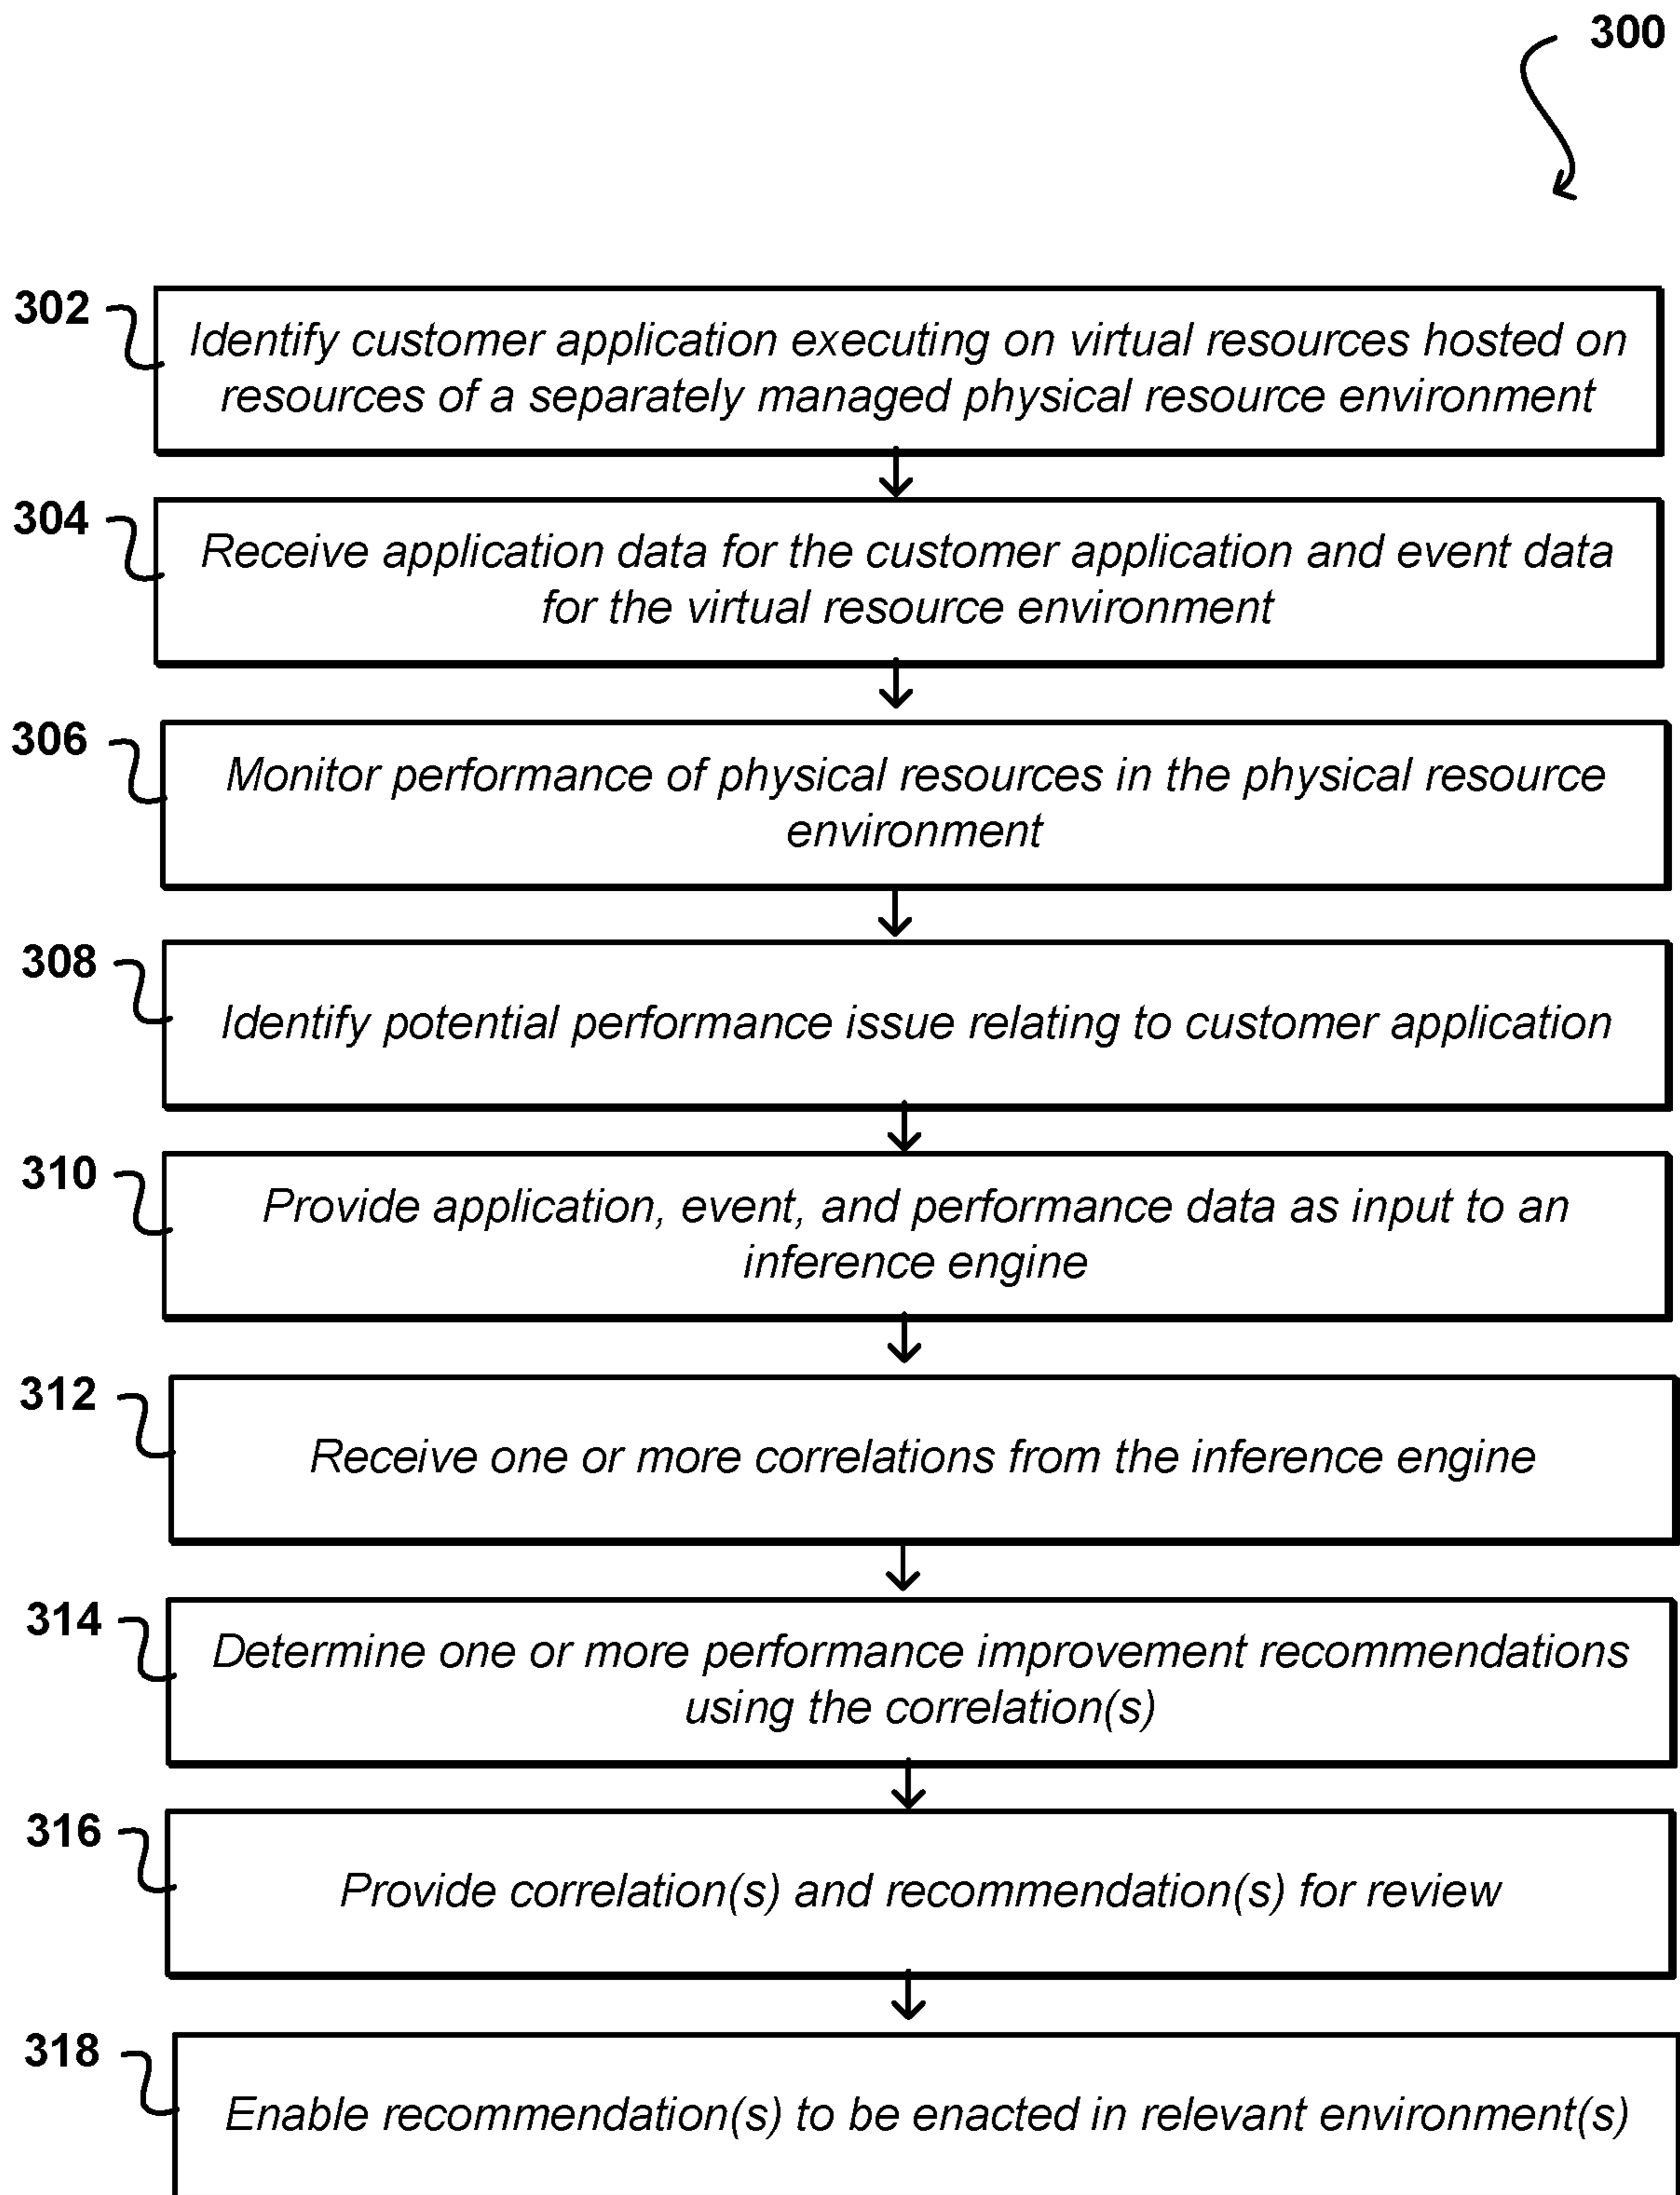 300
302
Identify customer application executing on virtual resources hosted on
resources of a separately managed physical resource environment
304
Receive application data for the customer application and event data
for the virtual resource environment
306
Monitor performance of physical resources in the physical resource
environment
308
Identify potential performance issue relating to customer application
310
Provide application, event, and performance data as input to an
inference engine
312
Receive one or more correlations from the inference engine
314
Determine one or more performance improvement recommendations
using the correlation(s)
316
Provide correlation(s) and recommendation(s) for review
318
Enable recommendation(s) to be enacted in relevant environment(s)